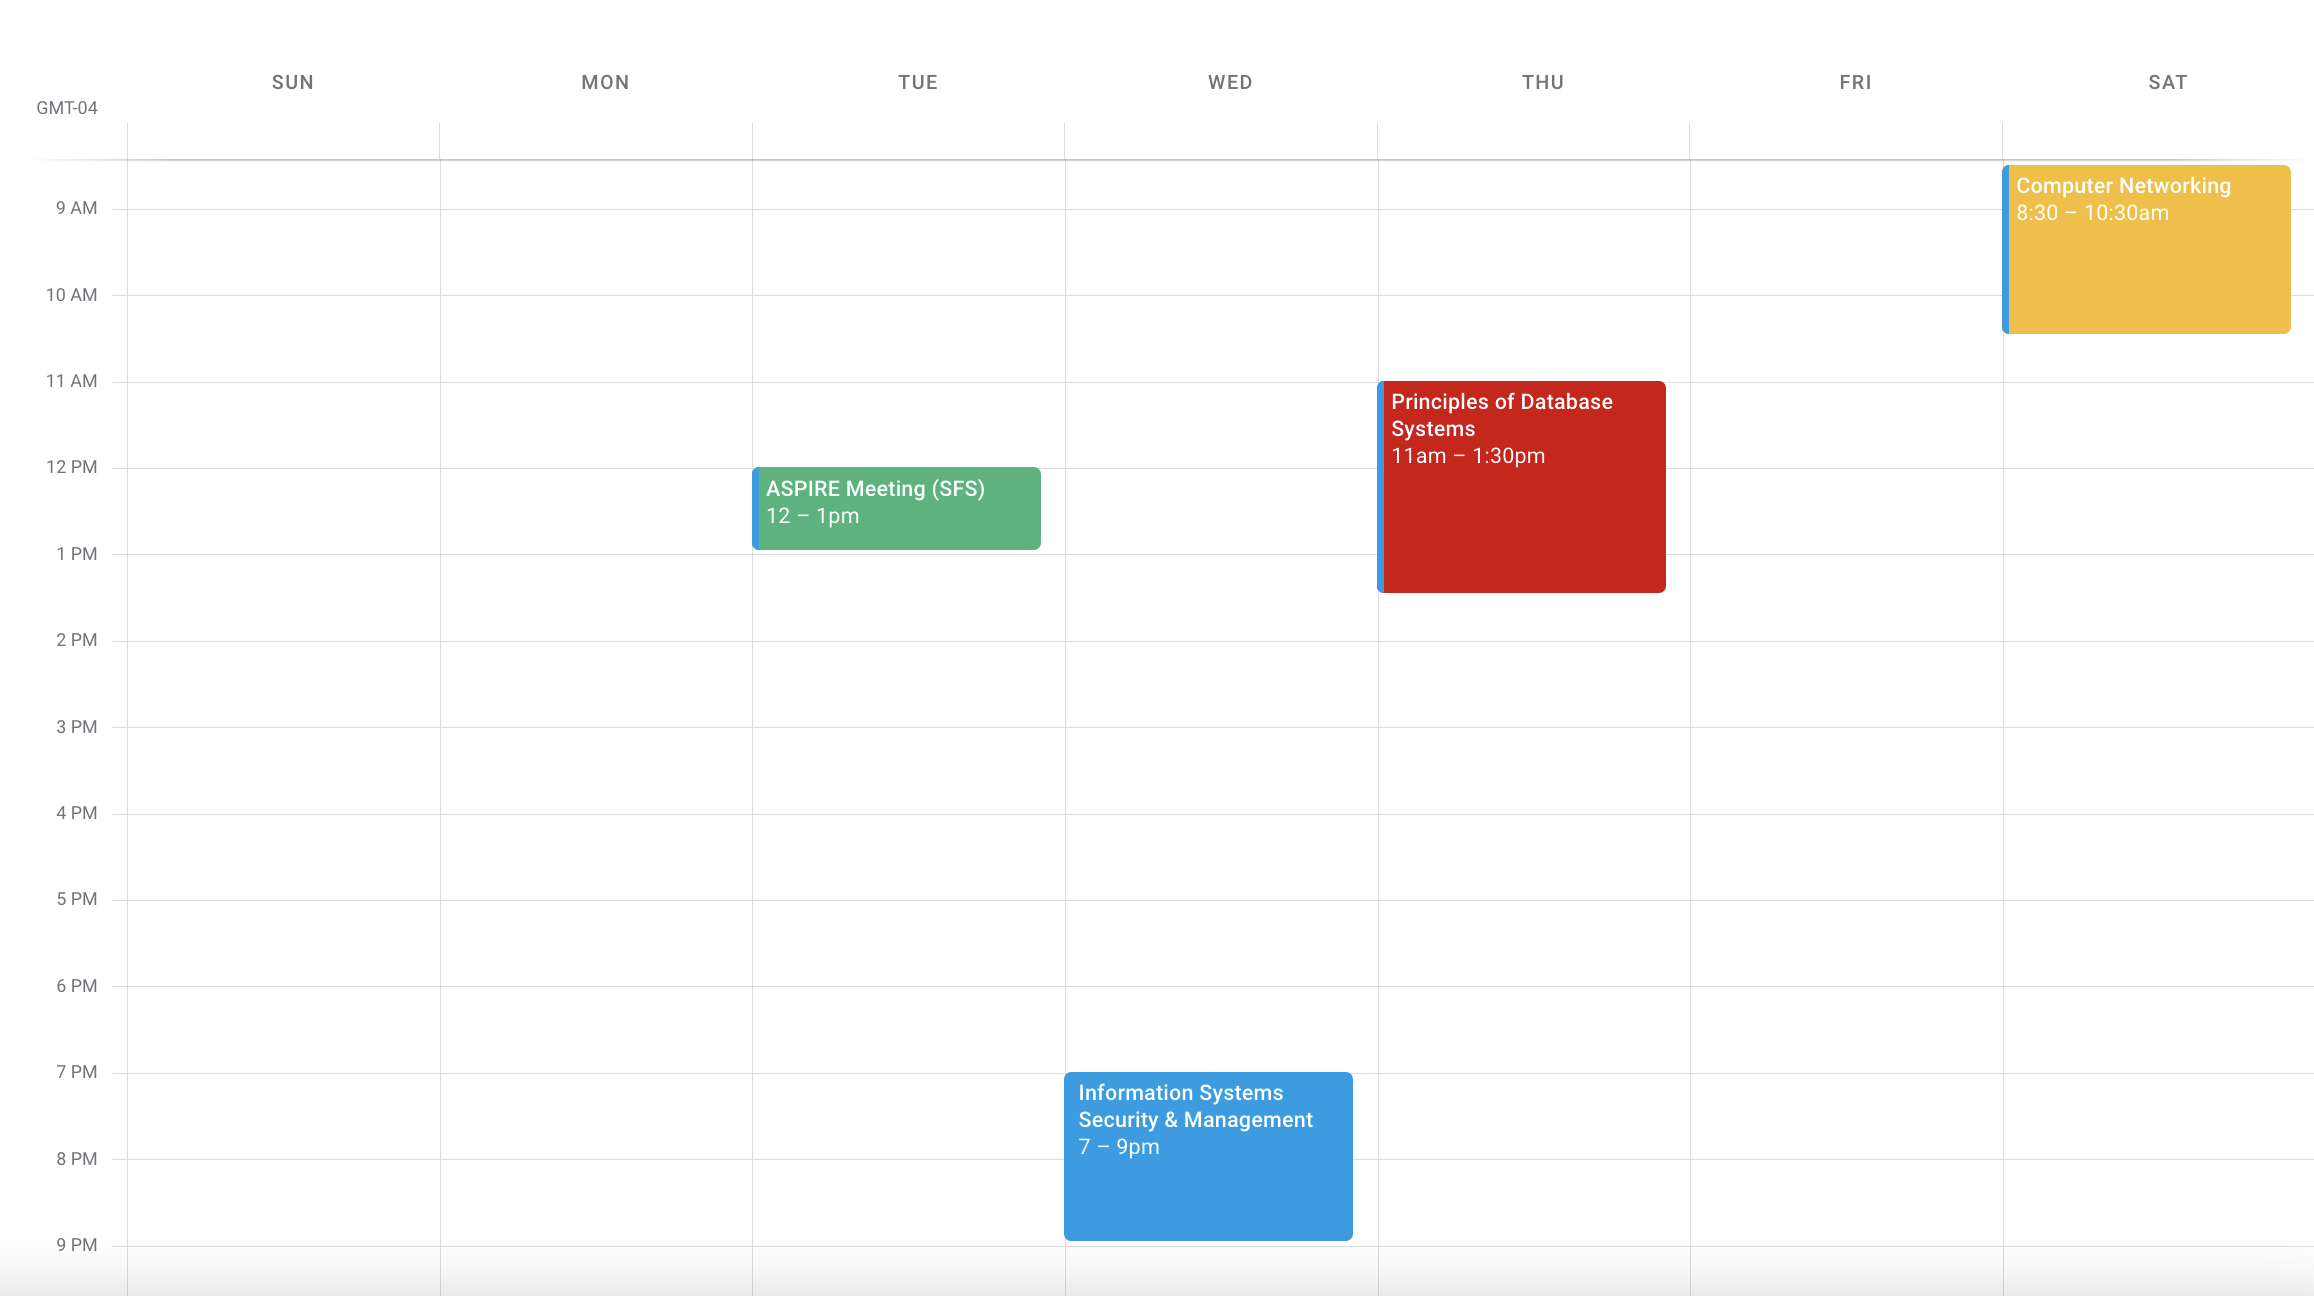 SUN MON TUE WED THU FRI SAT
GMT-04
Computer Networking
8:30 – 10:30am
9 AM
10 AM
11 AM
Principles of Database
Systems
11am – 1:30pm
12 PM
ASPIRE Meeting (SFS)
12 – 1pm
1 PM
2 PM
3 PM
4 PM
5 PM
6 PM
7 PM
Information Systems
Security & Management
7 – 9pm
8 PM
9 PM